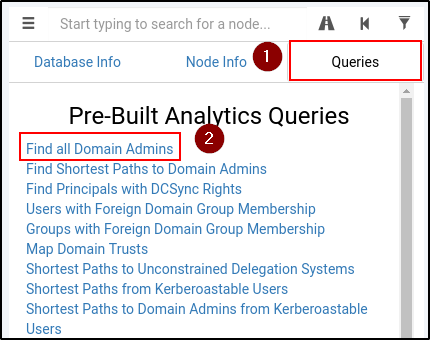 Start typing to search for a node...
Database Info
Node Info
1
Queries
Pre-Built Analytics Queries
Find all Domain Admins
2
Find Shortest Paths to Domain Admins
Find Principals with DCSync Rights
Users with Foreign Domain Group Membership
Groups with Foreign Domain Group Membership
Map Domain Trusts
Shortest Paths to Unconstrained Delegation Systems
Shortest Paths from Kerberoastable Users
Shortest Paths to Domain Admins from Kerberoastable
Users